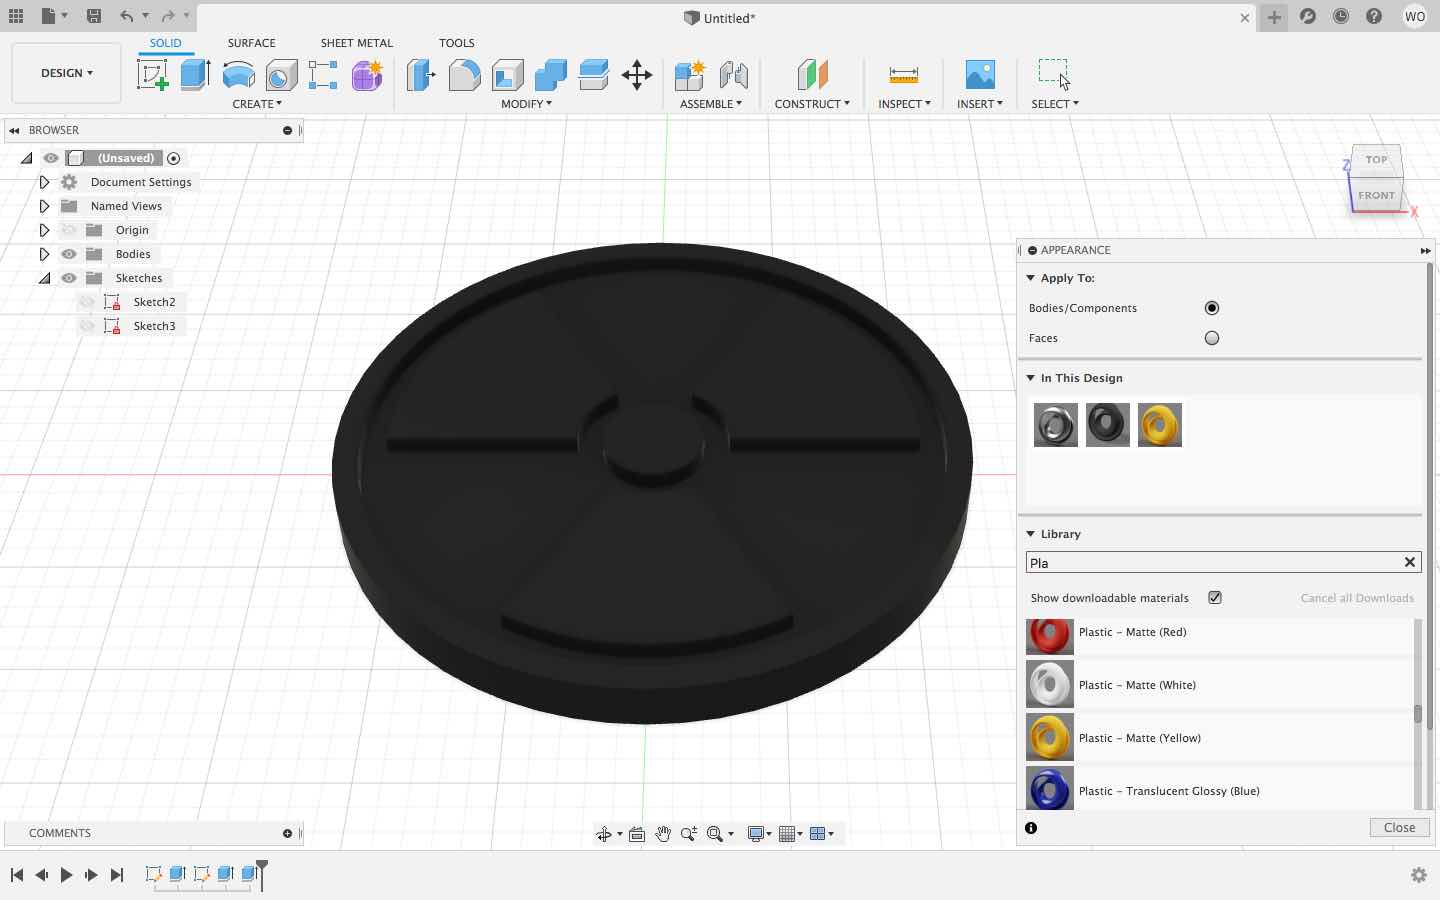 Untitled*
WO
DESIGN
SOLID
SURFACE
SHEET METAL
TOOLS
CREATE
MODIFY
ASSEMBLE
CONSTRUCT
INSPECT
INSERT
SELECT
BROWSER
(Unsaved)
Document Settings
Named Views
Origin
Bodies
Sketches
Sketch2
Sketch3
TOP
Z
FRONT
X
APPEARANCE
Apply To:
Bodies/Components
Faces
In This Design
Library
Pla
Show downloadable materials
Cancel all Downloads
Plastic - Matte (Red)
Plastic - Matte (White)
Plastic - Matte (Yellow)
Plastic - Translucent Glossy (Blue)
Close
COMMENTS